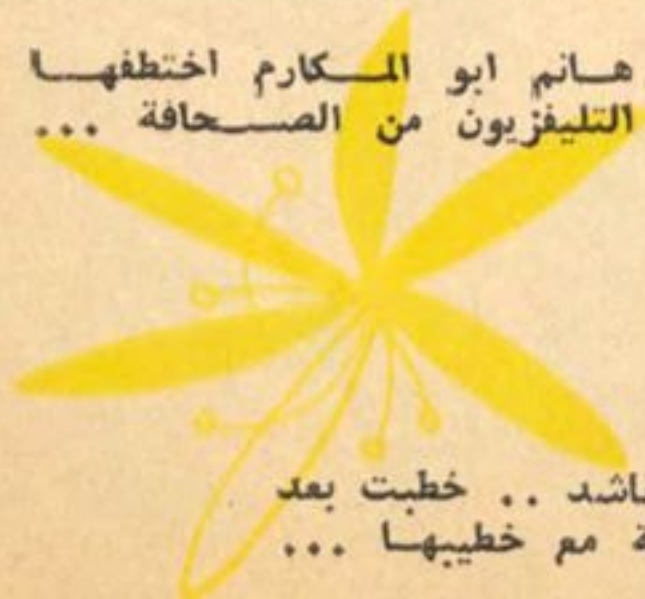 هانم ابو المكارم اختطفها
التليفزيون من الصحافة ...
.. خطبت بعد
مع خطيبها ...